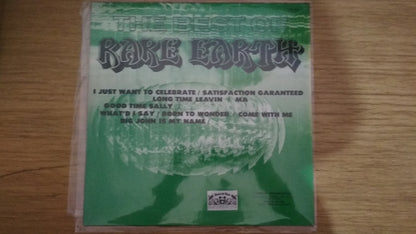 THE BEST OF
RARE EARTH
I JUST WANT TO CELEBRATE / SATISFACTION GARANTEED
LONG TIME LEAVIN / MA
GOOD TIME SALLY
WHAT'D I SAY / BORN TO WONDER / COME WITH ME
BIG JOHN IS MY NAME /